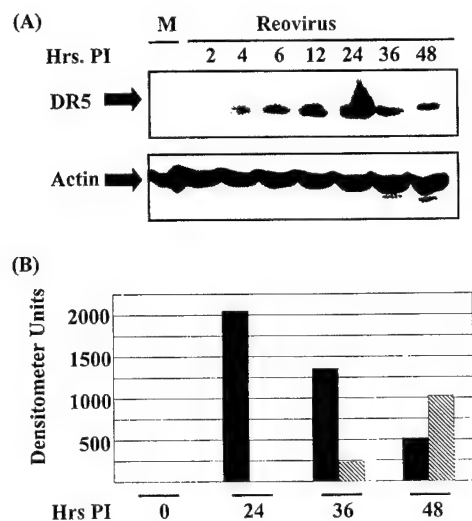 (A)
M Reovirus
Hrs. PI 2 4 6 12 24 36 48
DR5
Actin
(B)
Densitometer Units
2000
1500
1000
500
Hrs PI 0 24 36 48